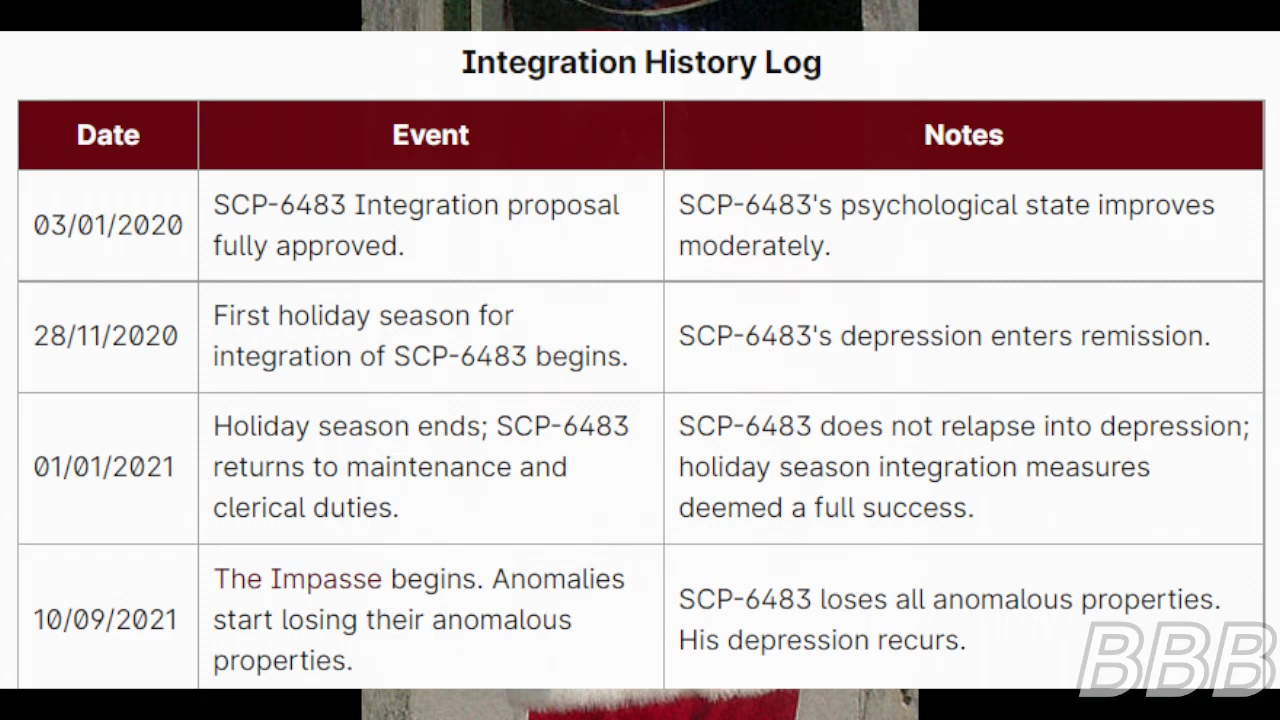 Integration History Log
Date Event Notes
03/01/2020
SCP-6483 Integration proposal
fully approved.
SCP-6483's psychological state improves
moderately.
28/11/2020
First holiday season for
integration of SCP-6483 begins.
SCP-6483's depression enters remission.
01/01/2021
Holiday season ends; SCP-6483
returns to maintenance and
clerical duties.
SCP-6483 does not relapse into depression;
holiday season integration measures
deemed a full success.
10/09/2021
The Impasse begins. Anomalies
start losing their anomalous
properties.
SCP-6483 loses all anomalous properties.
His depression recurs.
BBB